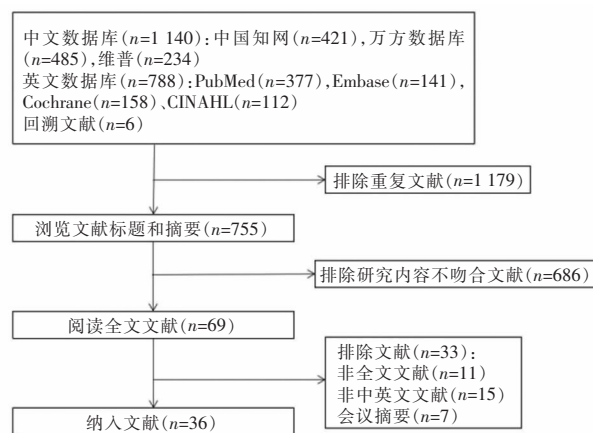 中文数据库(n=1 140):中国知网(n=421),万方数据库
(n=485),维普(n=234)
英文数据库(n=788):PubMed(n=377),Embase(n=141),
Cochrane(n=158)、CINAHL(n=112)
回溯文献(n=6)
排除重复文献(n=1 179)
浏览文献标题和摘要(n=755)
排除研究内容不吻合文献(n=686)
阅读全文文献(n=69)
排除文献(n=33):
非全文文献(n=11)
非中英文文献(n=15)
会议摘要(n=7)
纳入文献(n=36)